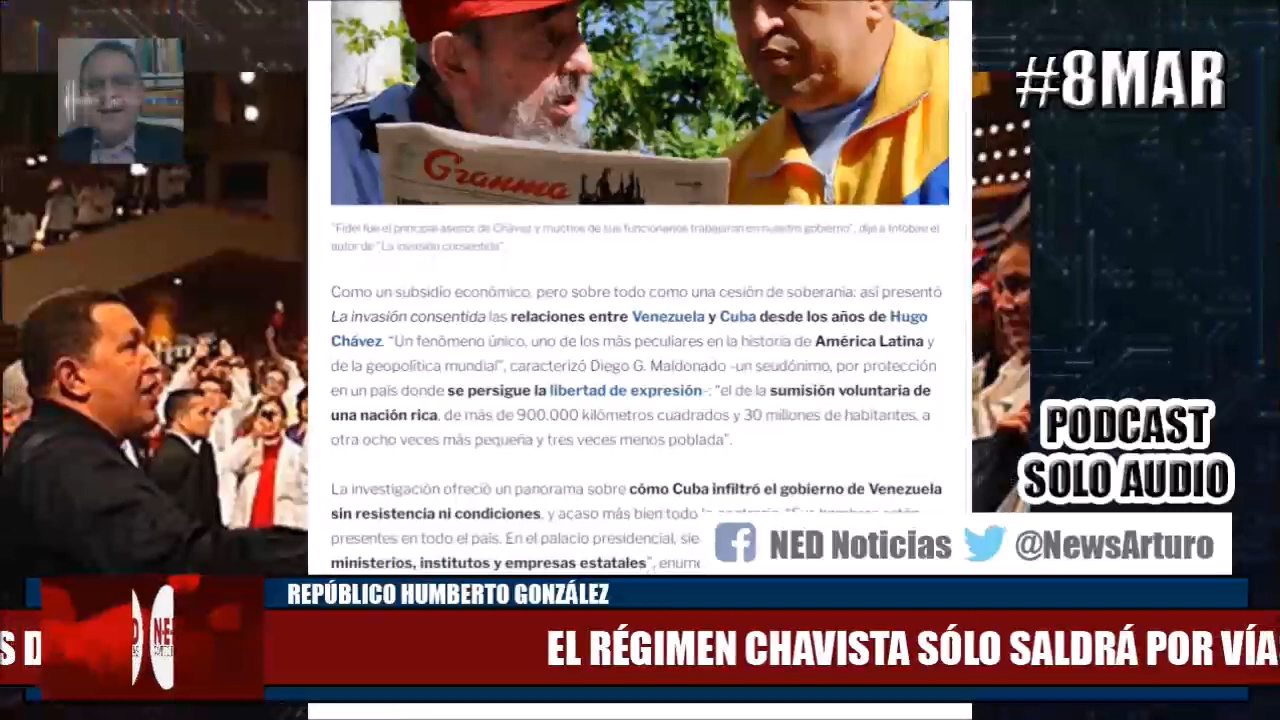 #8MAR
Granma
"Fidel fue el principal asesor de Chávez y muchos de sus funcionarios trabajaron en nuestro gobierno", dijo a Infobae el
autor de "La invasión consentida".
Como un subsidio económico, pero sobre todo como una cesión de soberanía: así presentó
La invasión consentida las relaciones entre Venezuela y Cuba desde los años de Hugo
Chávez. "Un fenómeno único, uno de los más peculiares en la historia de América Latina y
de la geopolítica mundial", caracterizó Diego G. Maldonado -un seudónimo, por protección
en un país donde se persigue la libertad de expresión-: "el de la sumisión voluntaria de
una nación rica, de más de 900.000 kilómetros cuadrados y 30 millones de habitantes, a
otra ocho veces más pequeña y tres veces menos poblada".
La investigación ofreció un panorama sobre cómo Cuba infiltró el gobierno de Venezuela
sin resistencia ni condiciones, y acaso más bien todo
presentes en todo el país. En el palacio presidencial, sie
ministerios, institutos y empresas estatales", enume
PODCAST
SOLO AUDIO
NED Noticias @NewsArturo
REPÚBLICO HUMBERTO GONZÁLEZ
S D EL RÉGIMEN CHAVISTA SÓLO SALDRÁ POR VÍA